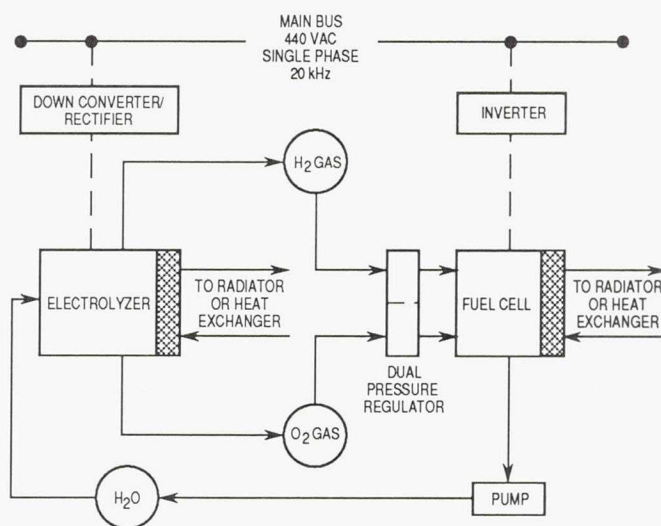 MAIN BUS
440 VAC
SINGLE PHASE
20 kHz
DOWN CONVERTER/
RECTIFIER
INVERTER
H2 GAS
ELECTROLYZER
TO RADIATOR
OR HEAT
EXCHANGER
FUEL CELL
TO RADIATOR
OR HEAT
EXCHANGER
DUAL
PRESSURE
REGULATOR
O2 GAS
H2O
PUMP